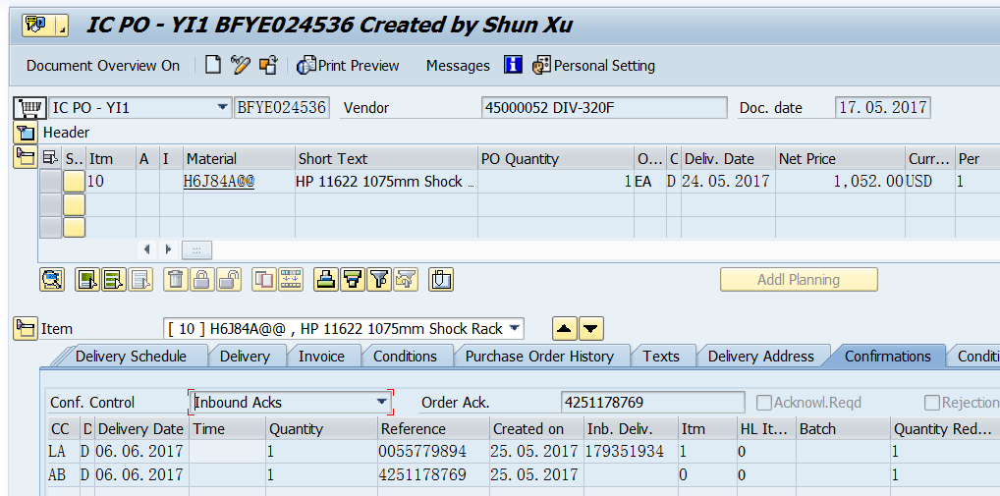 IC PO - YI1 BFYE024536 Created by Shun Xu
Document Overview On Print Preview Messages Personal Setting
IC PO - YI1 BFYE024536 Vendor 45000052 DIV-320F Doc. date 17.05.2017
Header
S.. Itm A I Material Short Text PO Quantity O... C Deliv. Date Net Price Curr... Per
10 H6J84A@@ HP 11622 1075mm Shock ... 1 EA D 24.05.2017 1,052.00 USD 1
Addl Planning
Item [ 10 ] H6J84A@@ , HP 11622 1075mm Shock Rack
Delivery Schedule Delivery Invoice Conditions Purchase Order History Texts Delivery Address Confirmations Conditi
Conf. Control Inbound Acks Order Ack. 4251178769 Acknowl.Reqd Rejection
CC D Delivery Date Time Quantity Reference Created on Inb. Deliv. Itm HL It... Batch Quantity Red...
LA D 06.06.2017 1 0055779894 25.05.2017 179351934 1 0 1
AB D 06.06.2017 1 4251178769 25.05.2017 0 0 1